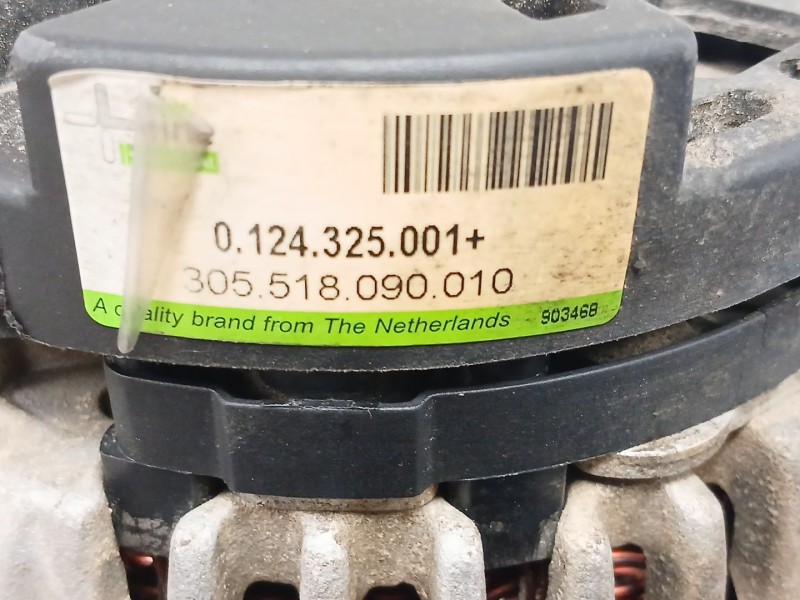 0.124.325.001+
305.518.090.010
A quality brand from The Netherlands 903468